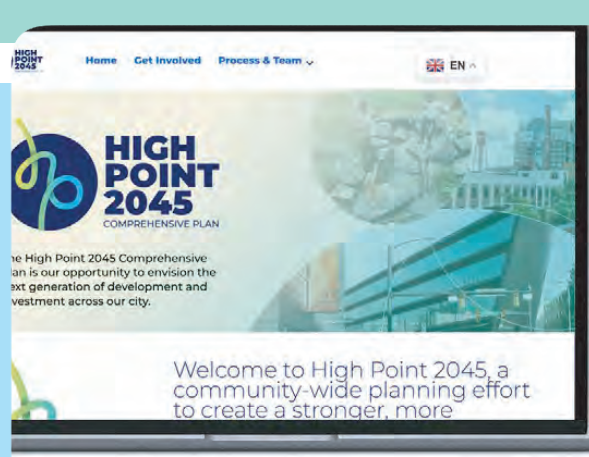 HIGH
POINT
2045
Home Get Involved Process & Team
EN
HIGH
POINT
2045
COMPREHENSIVE PLAN
he High Point 2045 Comprehensive
an is our opportunity to envision the
ext generation of development and
vestment across our city.
Welcome to High Point 2045, a
community-wide planning effort
to create a stronger, more